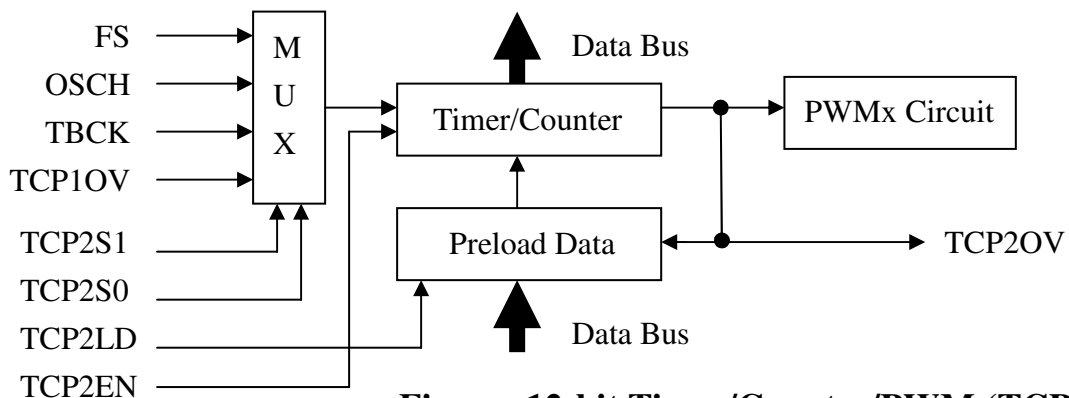 FS
OSCH
TBCK
TCP1OV
TCP2S1
TCP2S0
TCP2LD
TCP2EN
M
U
X
Data Bus
Timer/Counter
PWMx Circuit
Preload Data
TCP2OV
Data Bus